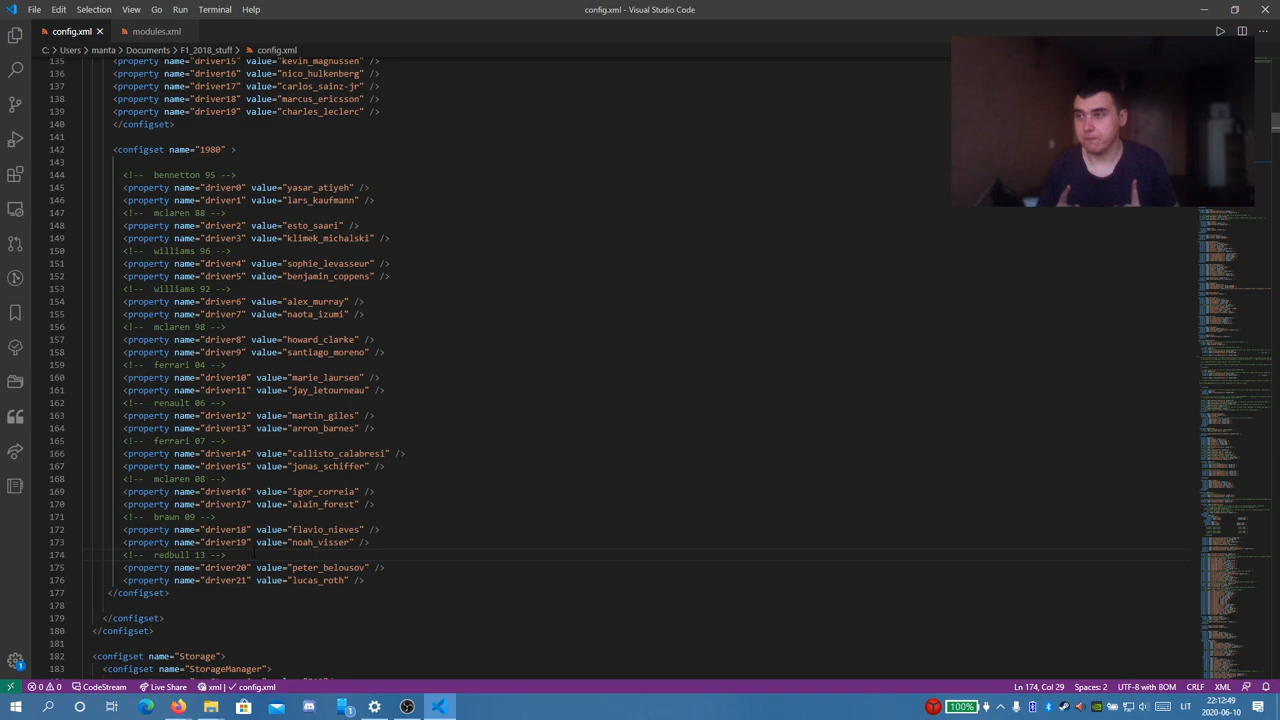 File Edit Selection View Go Run Terminal Help
config.xml - Visual Studio Code
config.xml
modules.xml
C: > Users > manta > Documents > F1_2018_stuff > config.xml
135 <property name="driver15" value="kevin_magnussen" />
136 <property name="driver16" value="nico_hulkenberg" />
137 <property name="driver17" value="carlos_sainz-jr" />
138 <property name="driver18" value="marcus_ericsson" />
139 <property name="driver19" value="charles_leclerc" />
140 </configset>
141
142 <configset name="1980" >
143
144 <!-- bennetton 95 -->
145 <property name="driver0" value="yasar_atiyeh" />
146 <property name="driver1" value="lars_kaufmann" />
147 <!-- mclaren 88 -->
148 <property name="driver2" value="esto_saari" />
149 <property name="driver3" value="klimek_michalski" />
150 <!-- williams 96 -->
151 <property name="driver4" value="sophie_levasseur" />
152 <property name="driver5" value="benjamin_coppens" />
153 <!-- williams 92 -->
154 <property name="driver6" value="alex_murray" />
155 <property name="driver7" value="naota_izumi" />
156 <!-- mclaren 98 -->
157 <property name="driver8" value="howard_clarke" />
158 <property name="driver9" value="santiago_moreno" />
159 <!-- ferrari 04 -->
160 <property name="driver10" value="marie_laursen" />
161 <property name="driver11" value="jay_letourneau" />
162 <!-- renault 06 -->
163 <property name="driver12" value="martin_giles" />
164 <property name="driver13" value="arron_barnes" />
165 <!-- ferrari 07 -->
166 <property name="driver14" value="callisto_calabresi" />
167 <property name="driver15" value="jonas_schiffer" />
168 <!-- mclaren 08 -->
169 <property name="driver16" value="igor_correia" />
170 <property name="driver17" value="alain_forest" />
171 <!-- brawn 09 -->
172 <property name="driver18" value="flavio_nieves" />
173 <property name="driver19" value="noah_visser" />
174 <!-- redbull 13 -->
175 <property name="driver20" value="peter_belousov" />
176 <property name="driver21" value="lucas_roth" />
177 </configset>
178
179 </configset>
180 </configset>
181
182 <configset name="Storage">
183 <configset name="StorageManager">
0 0 CodeStream Live Share xml | config.xml
Ln 174, Col 29 Spaces: 2 UTF-8 with BOM CRLF XML
1
1
100%
LIT
22:12:49
2020-06-10